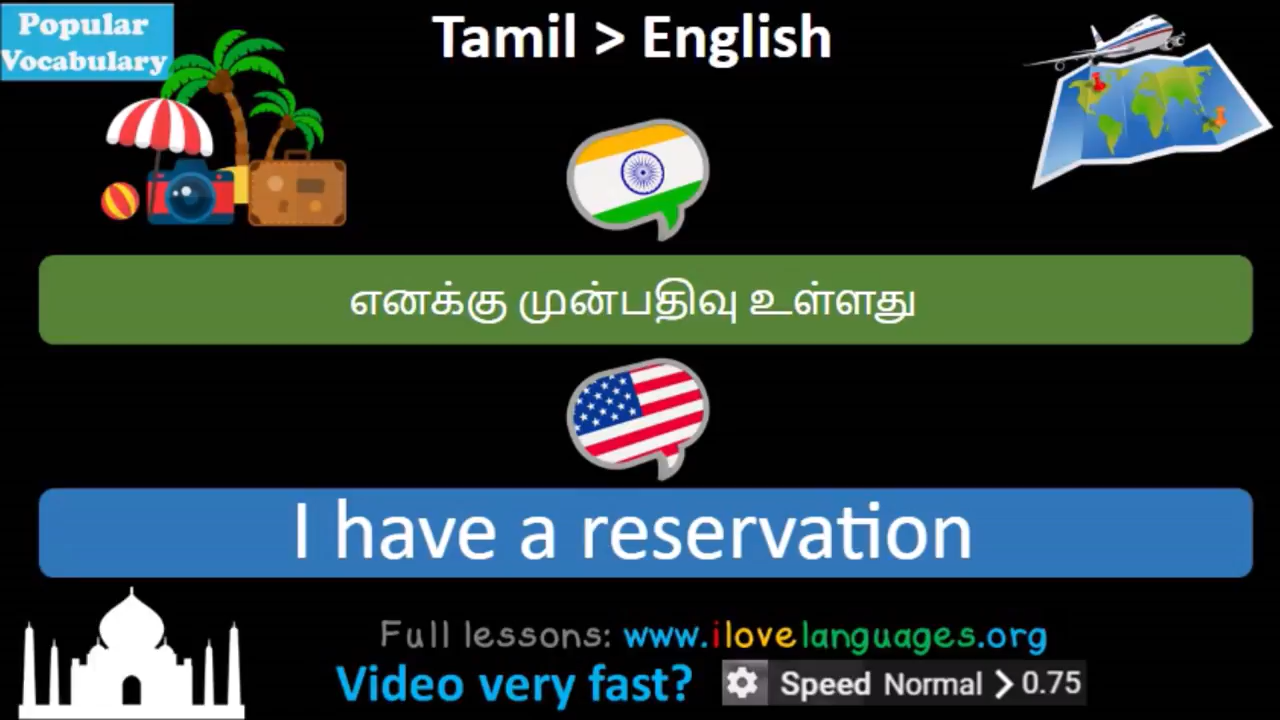 Popular
Vocabulary
Tamil > English
எனக்கு முன்பதிவு உள்ளது
I have a reservation
Full lessons: www.ilovelanguages.org
Video very fast? Speed Normal > 0.75